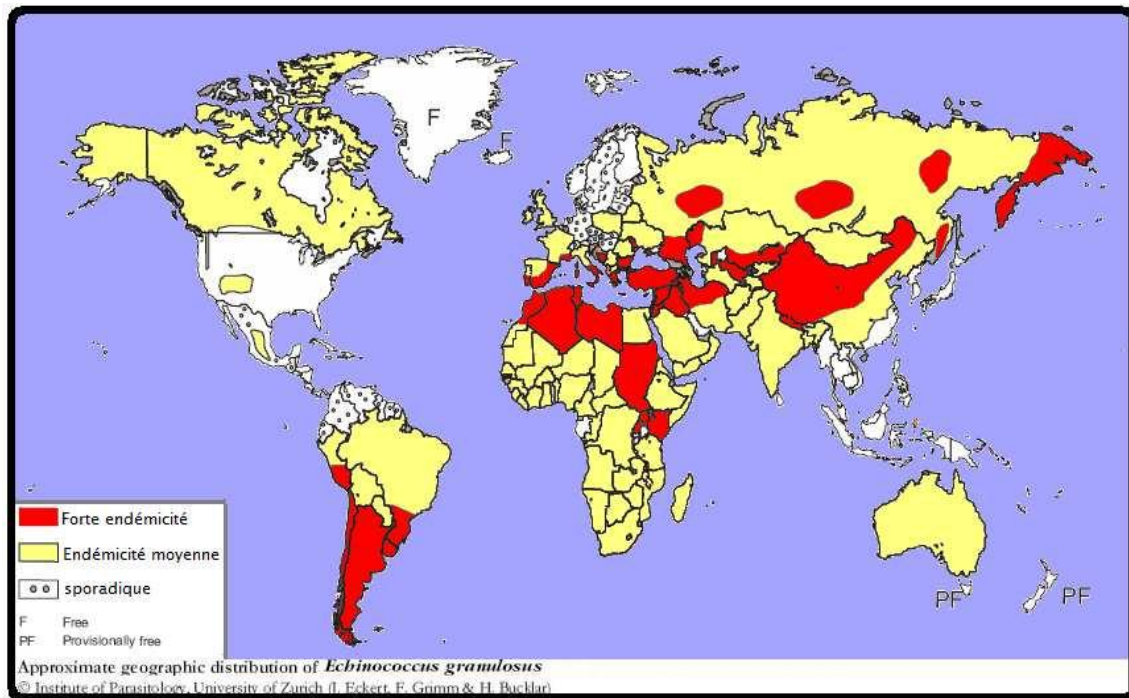 F
F
PF
PF
Forte endémicité
Endémicité moyenne
sporadique
F Free
PF Provisionally free
Approximate geographic distribution of Echinococcus granulosus
© Institute of Parasitology, University of Zurich (J. Eckert, F. Grimm & H. Bucklar)